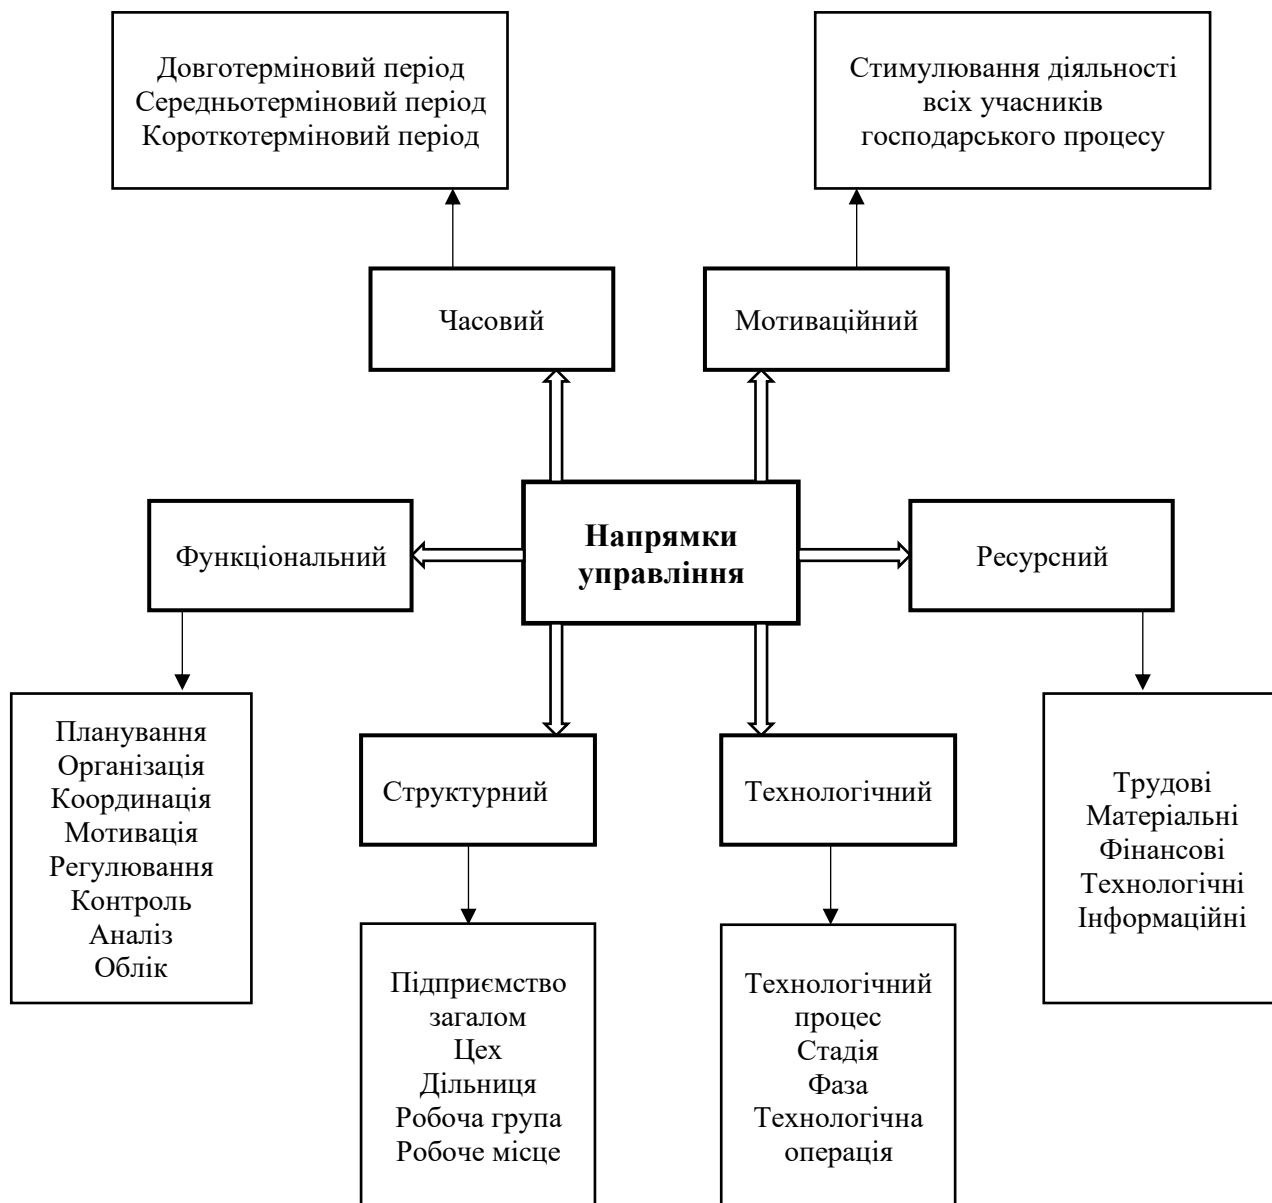 Довготерміновий період
Середньотерміновий період
Короткотерміновий період
Стимулювання діяльності
всіх учасників
господарського процесу
Часовий
Мотиваційний
Функціональний
Напрямки
управління
Ресурсний
Планування
Організація
Координація
Мотивація
Регулювання
Контроль
Аналіз
Облік
Структурний
Технологічний
Трудові
Матеріальні
Фінансові
Технологічні
Інформаційні
Підприємство
загалом
Цех
Дільниця
Робоча група
Робоче місце
Технологічний
процес
Стадія
Фаза
Технологічна
операція